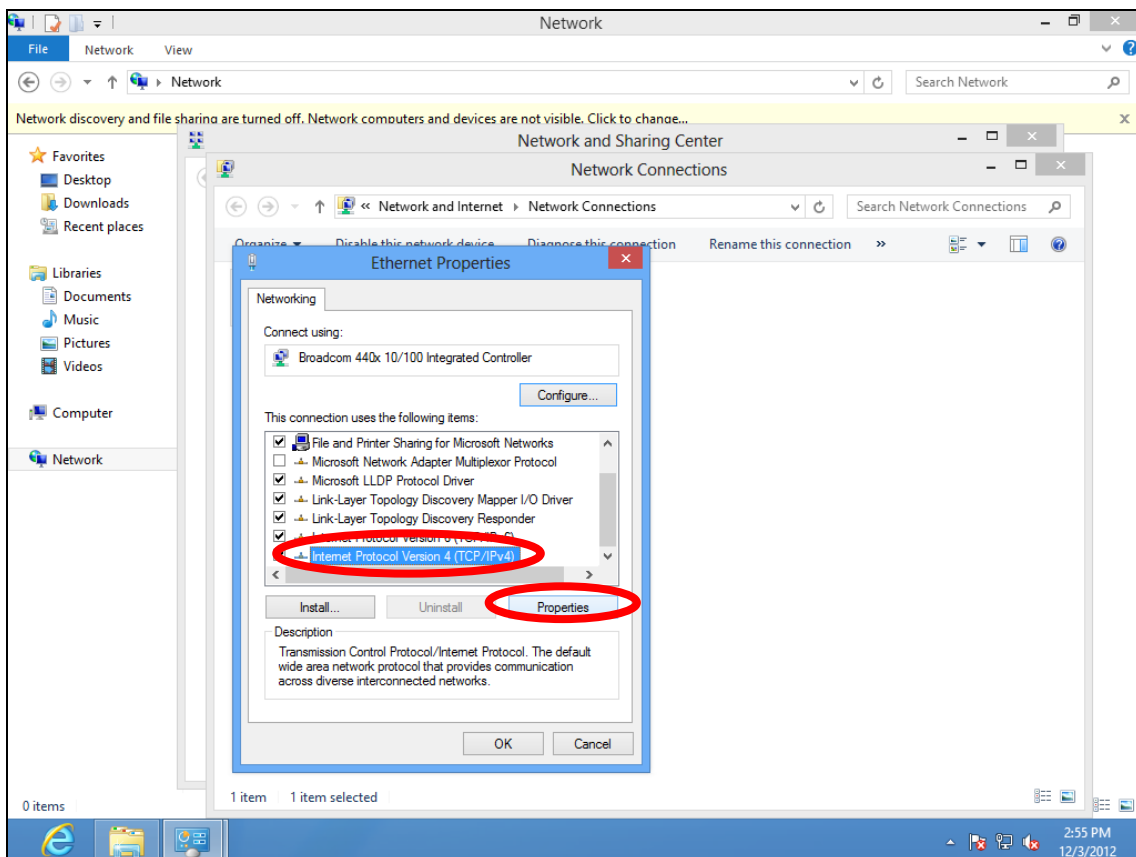 Network
File Network View
Network
Search Network
Network discovery and file sharing are turned off. Network computers and devices are not visible. Click to change...
Favorites
Desktop
Downloads
Recent places
Libraries
Documents
Music
Pictures
Videos
Computer
Network
Network and Sharing Center
Network Connections
« Network and Internet Network Connections
Search Network Connections
Organize Disable this network device Diagnose this connection Rename this connection »
Ethernet Properties
Networking
Connect using:
Broadcom 440x 10/100 Integrated Controller
Configure...
This connection uses the following items:
File and Printer Sharing for Microsoft Networks
Microsoft Network Adapter Multiplexor Protocol
Microsoft LLDP Protocol Driver
Link-Layer Topology Discovery Mapper I/O Driver
Link-Layer Topology Discovery Responder
Internet Protocol Version 6 (TCP/IPv6)
Internet Protocol Version 4 (TCP/IPv4)
Install... Uninstall Properties
Description
Transmission Control Protocol/Internet Protocol. The default
wide area network protocol that provides communication
across diverse interconnected networks.
OK Cancel
1 item 1 item selected
0 items
2:55 PM
12/3/2012